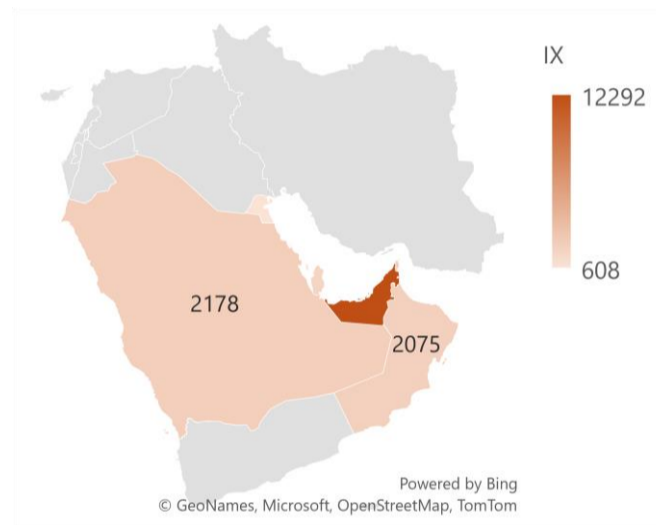 IX
12292
608
2178
2075
Powered by Bing
© GeoNames, Microsoft, OpenStreetMap, TomTom